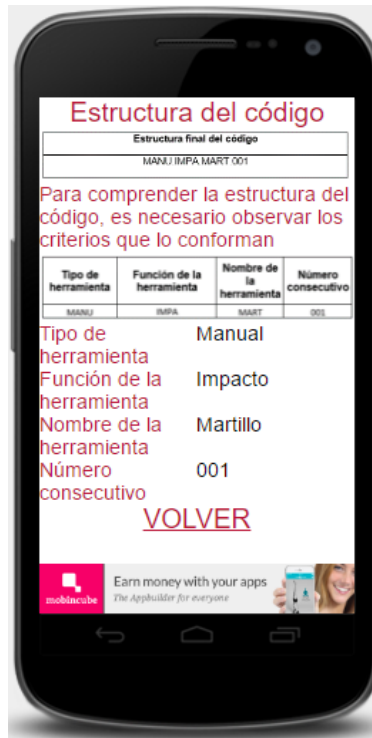 Estructura del código
Estructura final del código
MANU IMPA MART 001
Para comprender la estructura del
código, es necesario observar los
criterios que lo conforman
Tipo de herramienta Función de la herramienta Nombre de la herramienta Número consecutivo
MANU IMPA MART 001
Tipo de Manual
herramienta
Función de la Impacto
herramienta
Nombre de la Martillo
herramienta
Número 001
consecutivo
VOLVER
mobincube
Earn money with your apps
The Appbuilder for everyone